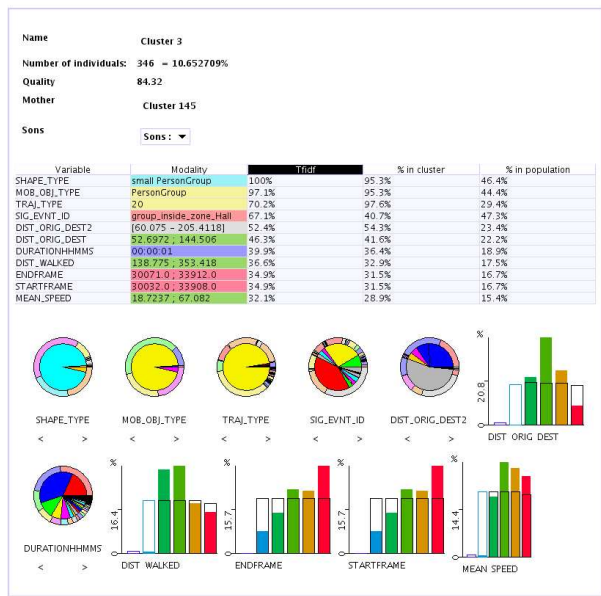 Name Cluster 3
Number of individuals: 346 = 10.652709%
Quality 84.32
Mother Cluster 145
Sons Sons :
Variable Modality Tfidf % in cluster % in population
SHAPE_TYPE small PersonGroup 100% 95.3% 46.4%
MOB_OBJ_TYPE PersonGroup 97.1% 95.3% 44.4%
TRAJ_TYPE 20 70.2% 97.6% 29.4%
SIG_EVNT_ID group_inside_zone_Hall 67.1% 40.7% 47.3%
DIST_ORIG_DEST2 [60.075 - 205.4118] 52.4% 54.3% 23.4%
DIST_ORIG_DEST 52.6972 ; 144.506 46.3% 41.6% 22.2%
DURATIONHHMMS 00:00:01 39.9% 36.4% 18.9%
DIST_WALKED 138.775 ; 353.418 36.6% 32.9% 17.5%
ENDFRAME 30071.0 ; 33912.0 34.9% 31.5% 16.7%
STARTFRAME 30032.0 ; 33908.0 34.9% 31.5% 16.7%
MEAN_SPEED 18.7237 ; 67.082 32.1% 28.9% 15.4%
%
20.8
0
SHAPE_TYPE MOB_OBJ_TYPE TRAJ_TYPE SIG_EVNT_ID DIST_ORIG_DEST2 DIST ORIG DEST
< > < > < > < > < >
% % % %
16.4 15.7 15.7 14.4
0 0 0 0
DURATIONHHMMS DIST WALKED ENDFRAME STARTFRAME MEAN SPEED
< >